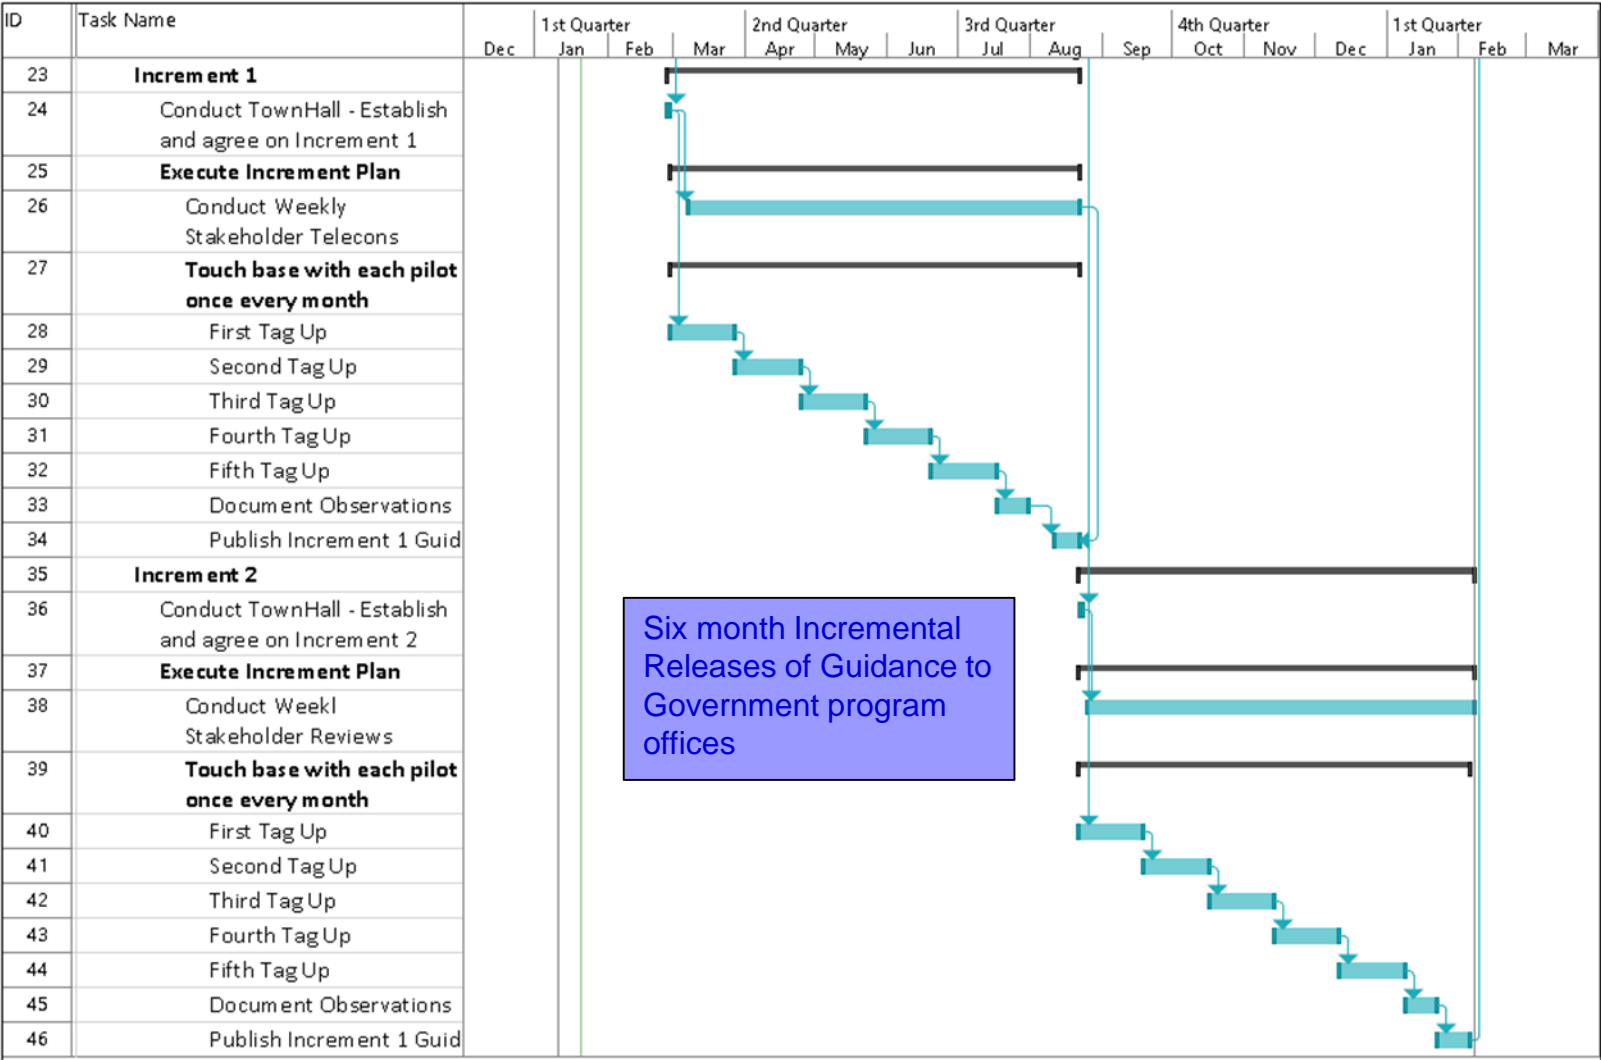 ID Task Name 1st Quarter 2nd Quarter 3rd Quarter 4th Quarter 1st Quarter
Dec Jan Feb Mar Apr May Jun Jul Aug Sep Oct Nov Dec Jan Feb Mar
23 Increment 1
24 Conduct TownHall - Establish
and agree on Increment 1
25 Execute Increment Plan
26 Conduct Weekly
Stakeholder Telecons
27 Touch base with each pilot
once every month
28 First Tag Up
29 Second Tag Up
30 Third Tag Up
31 Fourth Tag Up
32 Fifth Tag Up
33 Document Observations
34 Publish Increment 1 Guid
35 Increment 2
36 Conduct TownHall - Establish
and agree on Increment 2
37 Execute Increment Plan
38 Conduct Weekl
Stakeholder Reviews
39 Touch base with each pilot
once every month
40 First Tag Up
41 Second Tag Up
42 Third Tag Up
43 Fourth Tag Up
44 Fifth Tag Up
45 Document Observations
46 Publish Increment 1 Guid
Six month Incremental
Releases of Guidance to
Government program
offices